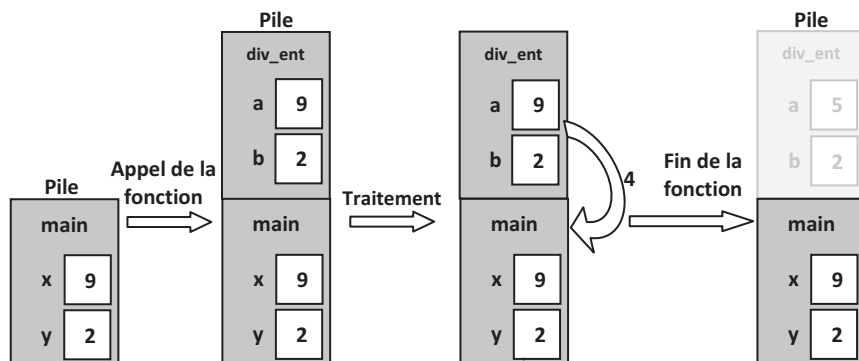 Pile
main
x 9
y 2
Appel de la
fonction
Pile
div_ent
a 9
b 2
main
x 9
y 2
Traitement
div_ent
a 9
b 2
4
main
x 9
y 2
Fin de la
fonction
Pile
div_ent
a 5
b 2
main
x 9
y 2